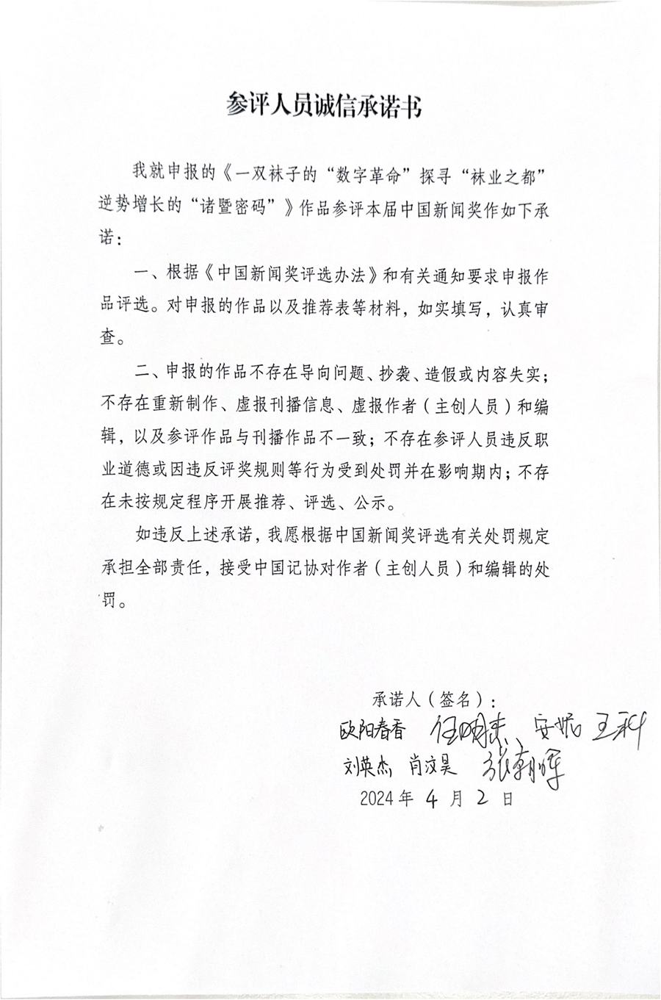 参评人员诚信承诺书
我就申报的《一双袜子的“数字革命”探寻“袜业之都”
逆势增长的“诸暨密码”》作品参评本届中国新闻奖作如下承
诺：
一、根据《中国新闻奖评选办法》和有关通知要求申报作
品评选。对申报的作品以及推荐表等材料，如实填写，认真审
查。
二、申报的作品不存在导向问题、抄袭、造假或内容失实；
不存在重新制作、虚报刊播信息、虚报作者（主创人员）和编
辑，以及参评作品与刊播作品不一致；不存在参评人员违反职
业道德或因违反评奖规则等行为受到处罚并在影响期内；不存
在未按规定程序开展推荐、评选、公示。
如违反上述承诺，我愿根据中国新闻奖评选有关处罚规定
承担全部责任，接受中国记协对作者（主创人员）和编辑的处
罚。
承诺人（签名）：
欧阳春香 任明杰、安妮 王科
刘英杰 肖汶昊 张朝晖
2024年4月2日